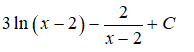 3 ln (x − 2) − 2/(x − 2) + C